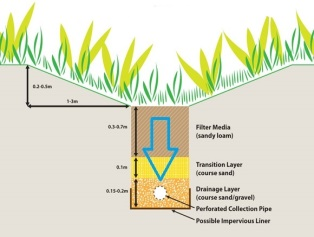 0.2-0.5m
1-3m
0.5-0.7m
Filter Media
(sandy loam)
0.1m
Transition Layer
(course sand)
0.15-0.2m
Drainage Layer
(course sand/gravel)
Perforated Collection Pipe
Possible Impervious Liner